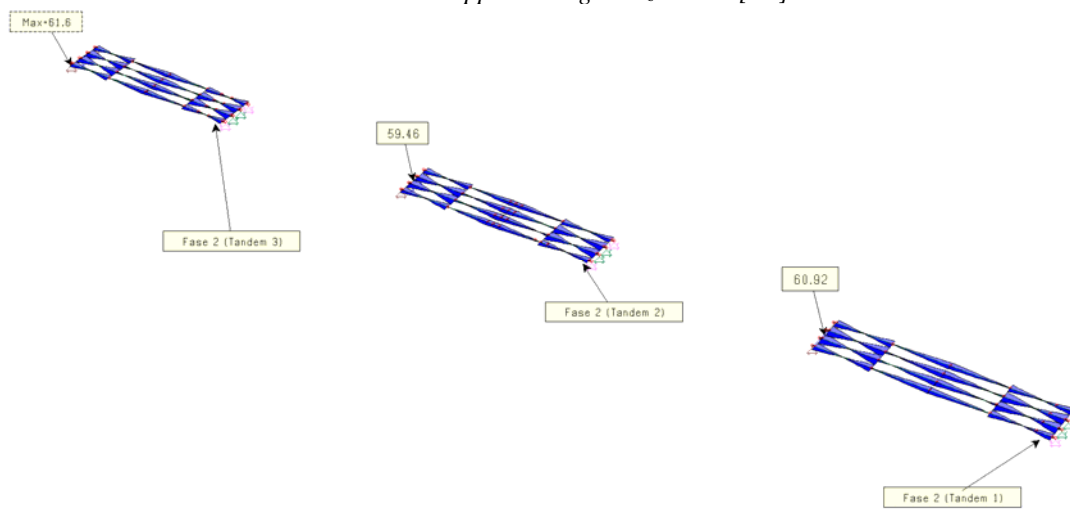 Max=61.6
59.46
Fase 2 (Tandem 3)
60.92
Fase 2 (Tandem 2)
Fase 2 (Tandem 1)